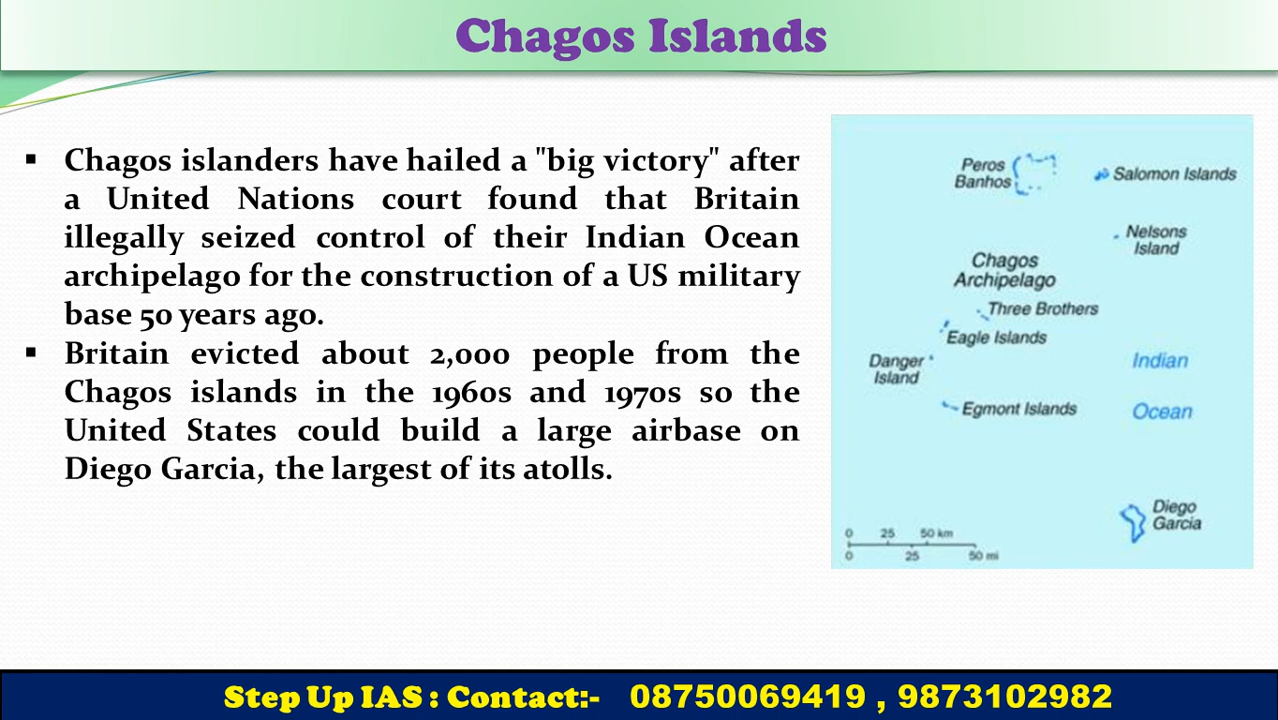 Chagos Islands
▪ Chagos islanders have hailed a "big victory" after
a United Nations court found that Britain
illegally seized control of their Indian Ocean
archipelago for the construction of a US military
base 50 years ago.
▪ Britain evicted about 2,000 people from the
Chagos islands in the 1960s and 1970s so the
United States could build a large airbase on
Diego Garcia, the largest of its atolls.
Peros
Banhos
Salomon Islands
Nelsons
Island
Chagos
Archipelago
Three Brothers
Eagle Islands
Danger
Island
Indian
Egmont Islands
Ocean
Diego
Garcia
0 25 50 km
0 25 50 mi
Step Up IAS : Contact:- 08750069419 , 9873102982